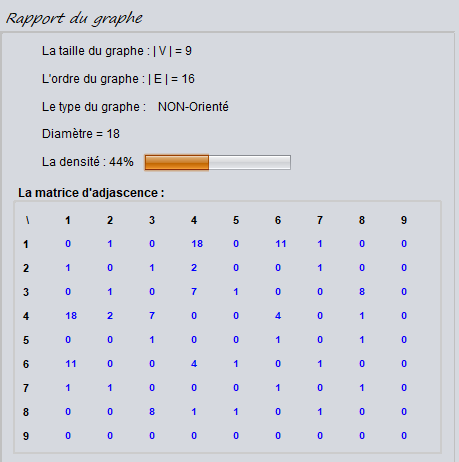 Rapport du graphe
La taille du graphe : | V | = 9
L'ordre du graphe : | E | = 16
Le type du graphe : NON-Orienté
Diamètre = 18
La densité : 44%
La matrice d'adjascence :
\ 1 2 3 4 5 6 7 8 9
1 0 1 0 18 0 11 1 0 0
2 1 0 1 2 0 0 1 0 0
3 0 1 0 7 1 0 0 8 0
4 18 2 7 0 0 4 0 1 0
5 0 0 1 0 0 1 0 1 0
6 11 0 0 4 1 0 1 0 0
7 1 1 0 0 0 1 0 1 0
8 0 0 8 1 1 0 1 0 0
9 0 0 0 0 0 0 0 0 0